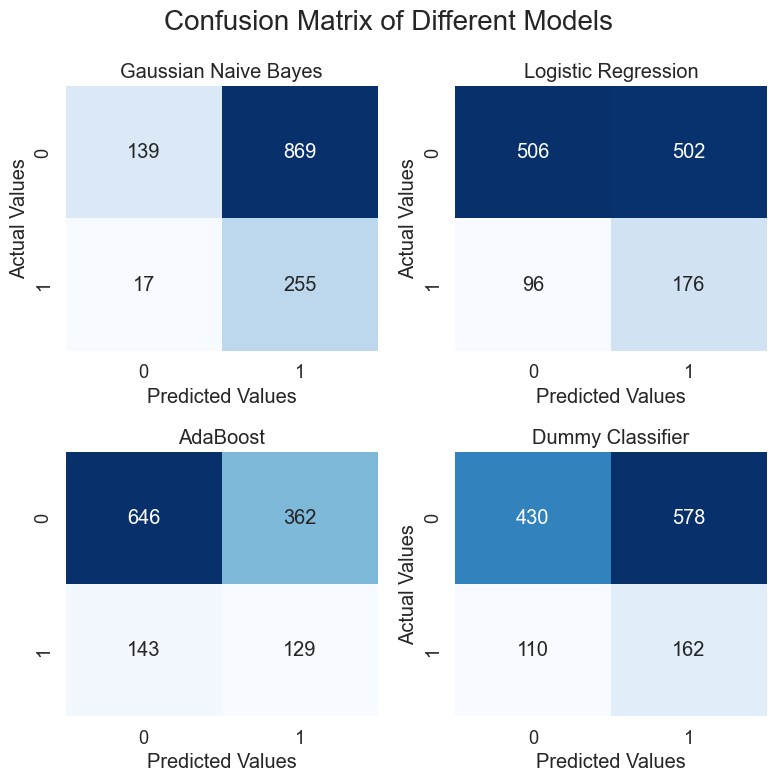 Confusion Matrix of Different Models
Gaussian Naive Bayes
Actual Values
0
139
869
1
17
255
0
1
Predicted Values
Logistic Regression
Actual Values
0
506
502
1
96
176
0
1
Predicted Values
AdaBoost
0
646
362
1
143
129
0
1
Predicted Values
Dummy Classifier
Actual Values
0
430
578
1
110
162
0
1
Predicted Values